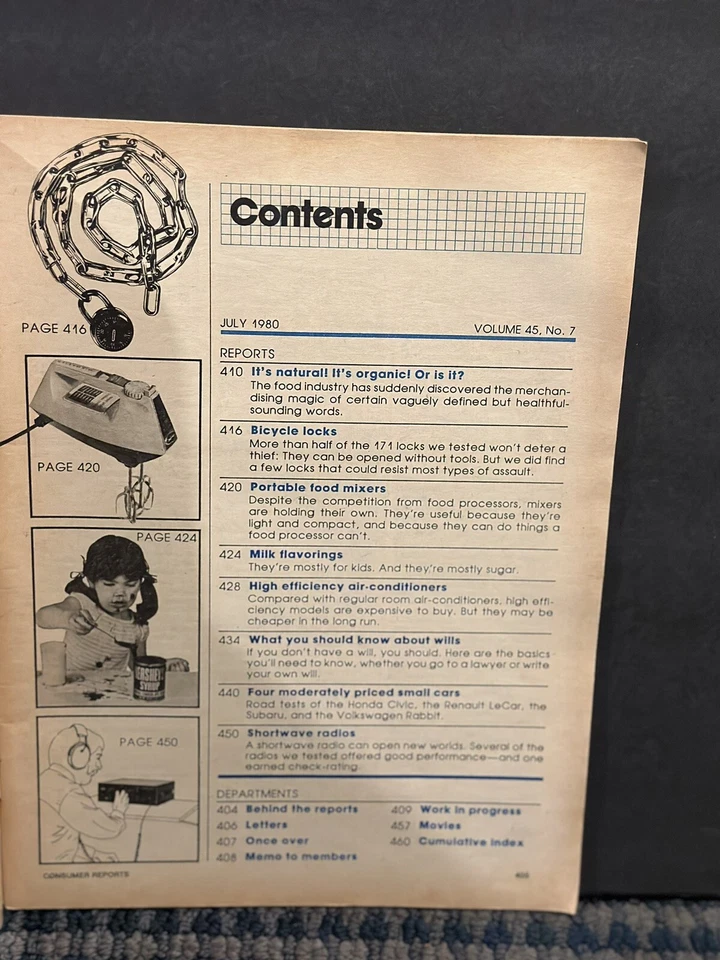 PAGE 416
PAGE 420
PAGE 424
HERSHEY'S
SYRUP
PAGE 450
Contents
JULY 1980
VOLUME 45, No. 7
REPORTS
410 It's natural! It's organic! Or is it?
The food industry has suddenly discovered the merchan-
dising magic of certain vaguely defined but healthful-
sounding words.
416 Bicycle locks
More than half of the 171 locks we tested won't deter a
thief: They can be opened without tools. But we did find
a few locks that could resist most types of assault.
420 Portable food mixers
Despite the competition from food processors, mixers
are holding their own. They're useful because they're
light and compact, and because they can do things a
food processor can't.
424 Milk flavorings
They're mostly for kids. And they're mostly sugar.
428 High efficiency air-conditioners
Compared with regular room air-conditioners, high effi-
ciency models are expensive to buy. But they may be
cheaper in the long run.
434 What you should know about wills
If you don't have a will, you should. Here are the basics
you'll need to know, whether you go to a lawyer or write
your own will.
440 Four moderately priced small cars
Road tests of the Honda Civic, the Renault LeCar, the
Subaru, and the Volkswagen Rabbit.
450 Shortwave radios
A shortwave radio can open new worlds. Several of the
radios we tested offered good performance—and one
earned check-rating.
DEPARTMENTS
404 Behind the reports
406 Letters
407 Once over
408 Memo to members
409 Work in progress
457 Movies
460 Cumulative index
CONSUMER REPORTS